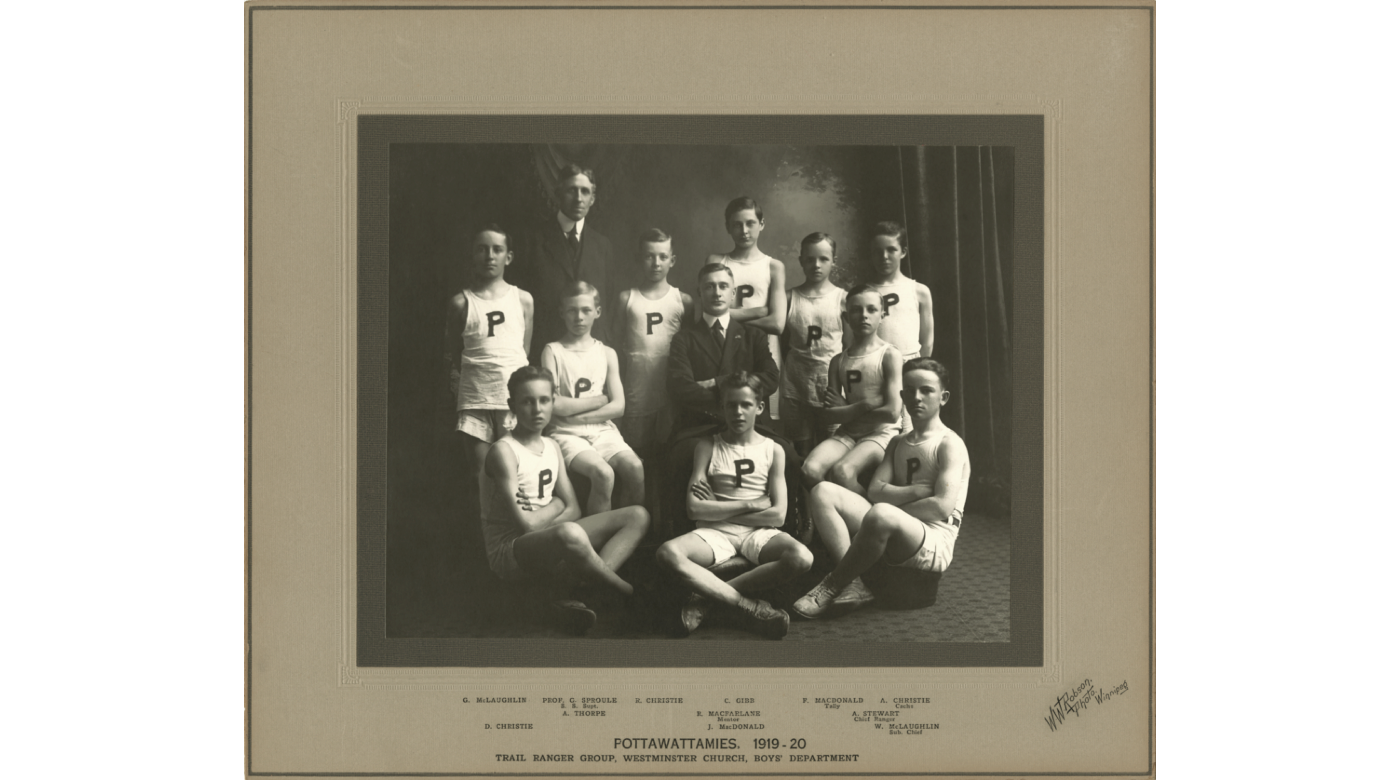 P
P
P
P
P
P
P
P
P
P
G. McLAUGHLIN PROF. G. SPROULE R. CHRISTIE C. GIBB F. MACDONALD A. CHRISTIE
S. S. Supt. Tally Cache
A. THORPE R. MACFARLANE A. STEWART
Mentor Chief Ranger
D. CHRISTIE J. MacDONALD W. McLAUGHLIN
Sub. Chief
POTTAWATTAMIES. 1919-20
TRAIL RANGER GROUP, WESTMINSTER CHURCH, BOYS' DEPARTMENT
Robson.
Photo.
Winnipeg